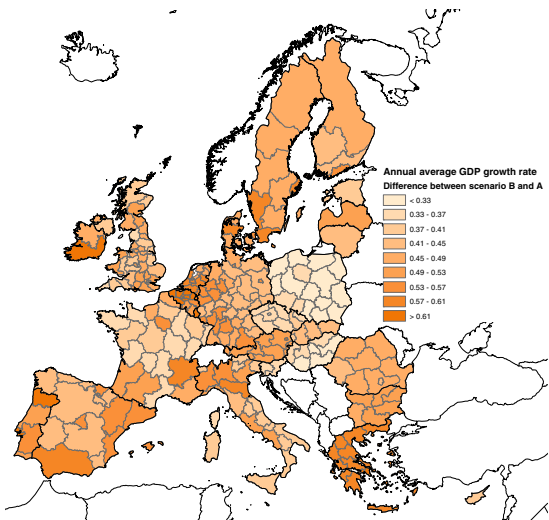 Annual average GDP growth rate
Difference between scenario B and A
< 0.33
0.33 - 0.37
0.37 - 0.41
0.41 - 0.45
0.45 - 0.49
0.49 - 0.53
0.53 - 0.57
0.57 - 0.61
> 0.61